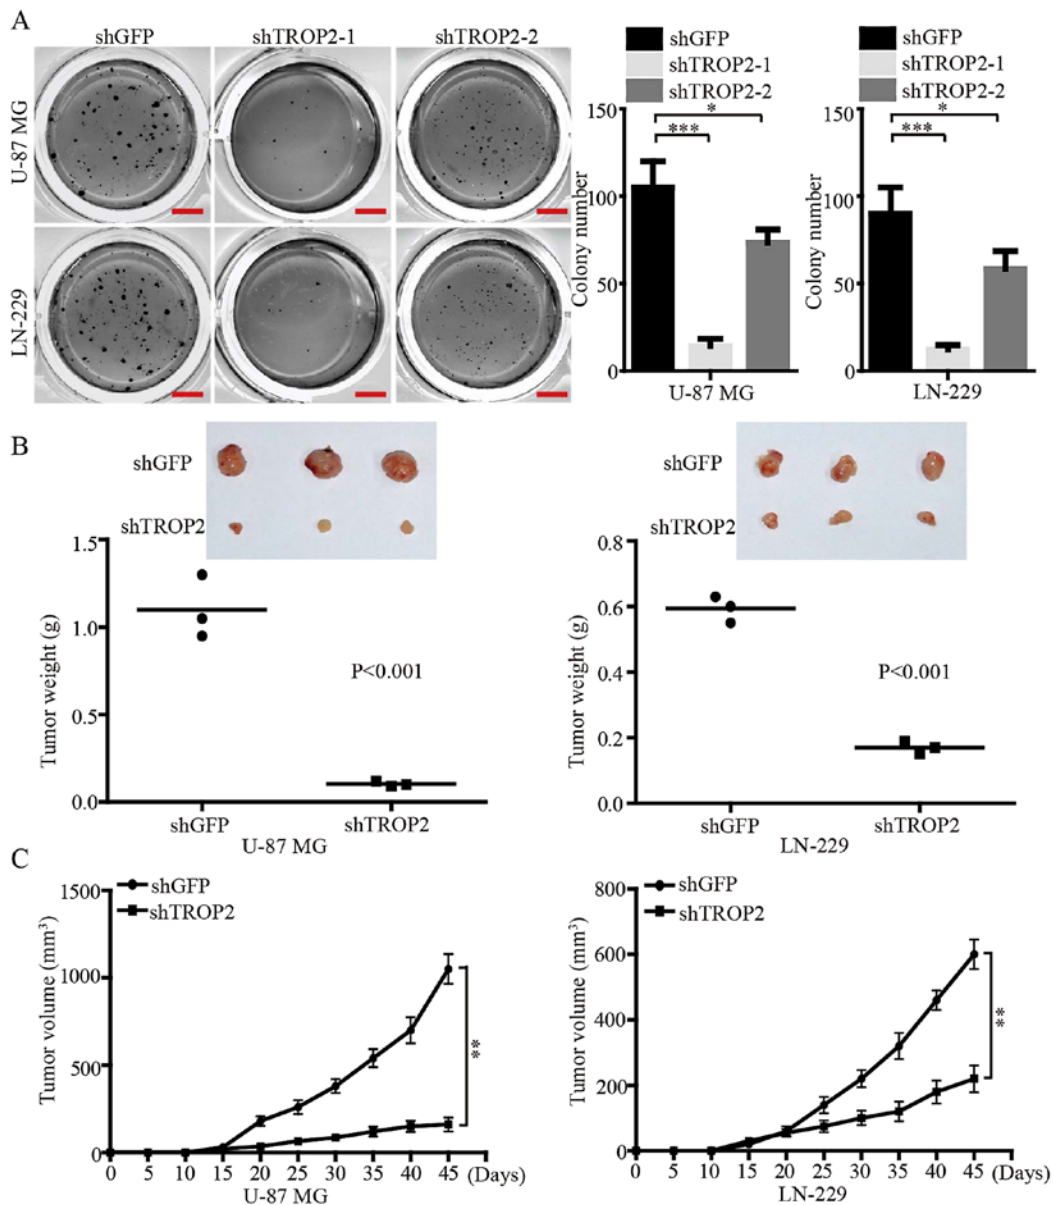 A
shGFP shTROP2-1 shTROP2-2
U-87 MG
LN-229
shGFP
shTROP2-1
shTROP2-2
150
100
50
0
Colony number
* ***
U-87 MG
shGFP
shTROP2-1
shTROP2-2
150
100
50
0
Colony number
* ***
LN-229
B
shGFP
shTROP2
1.5
1.0
0.5
0.0
Tumor weight (g)
P<0.001
shGFP shTROP2
U-87 MG
shGFP
shTROP2
0.8
0.6
0.4
0.2
0.0
Tumor weight (g)
P<0.001
shGFP shTROP2
LN-229
C
shGFP
shTROP2
1500
1000
500
0
Tumor volume (mm³)
**
0 5 10 15 20 25 30 35 40 45 (Days)
U-87 MG
shGFP
shTROP2
800
600
400
200
0
Tumor volume (mm³)
**
0 5 10 15 20 25 30 35 40 45 (Days)
LN-229